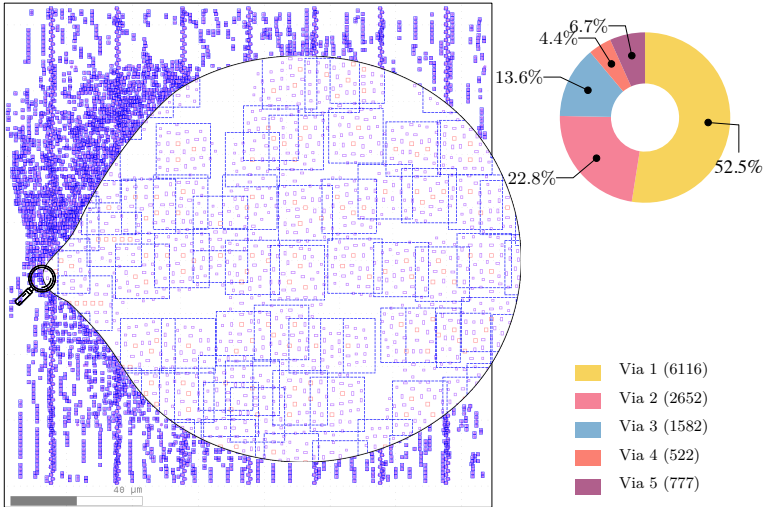 6.7%
4.4%
13.6%
52.5%
22.8%
Via 1 (6116)
Via 2 (2652)
Via 3 (1582)
Via 4 (522)
Via 5 (777)
40 μm